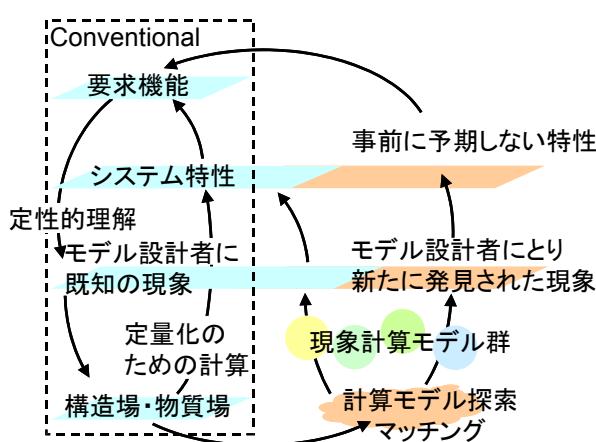 Conventional
要求機能
事前に予期しない特性
システム特性
定性的理解
モデル設計者に
既知の現象
モデル設計者にとり
新たに発見された現象
定量化の
ための計算
現象計算モデル群
構造場・物質場
計算モデル探索
マッチング